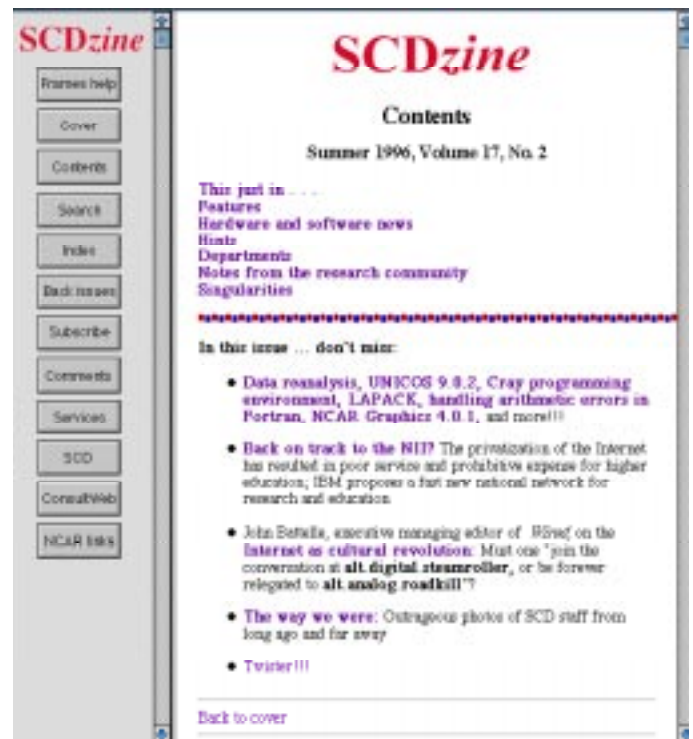 SCDzine
Frames help
Cover
Contents
Search
Index
Back issues
Subscribe
Comments
Services
SCD
ConsultWeb
NCAR links
SCDzine
Contents
Summer 1996, Volume 17, No. 2
This just in . . .
Features
Hardware and software news
Hints
Departments
Notes from the research community
Singularities
In this issue ... don't miss:
Data reanalysis, UNICOS 9.0.2, Cray programming
environment, LAPACK, handling arithmetic errors in
Fortran, NCAR Graphics 4.0.1, and more!!!
Back on track to the NII? The privatization of the Internet
has resulted in poor service and prohibitive expense for higher
education; IBM proposes a fast new national network for
research and education
John Battelle, executive managing editor of Wired on the
Internet as cultural revolution: Must one "join the
conversation at alt.digital.steamroller, or be forever
relegated to alt.analog.roadkill"?
The way we were: Outrageous photos of SCD staff from
long ago and far away
Twister!!!
Back to cover